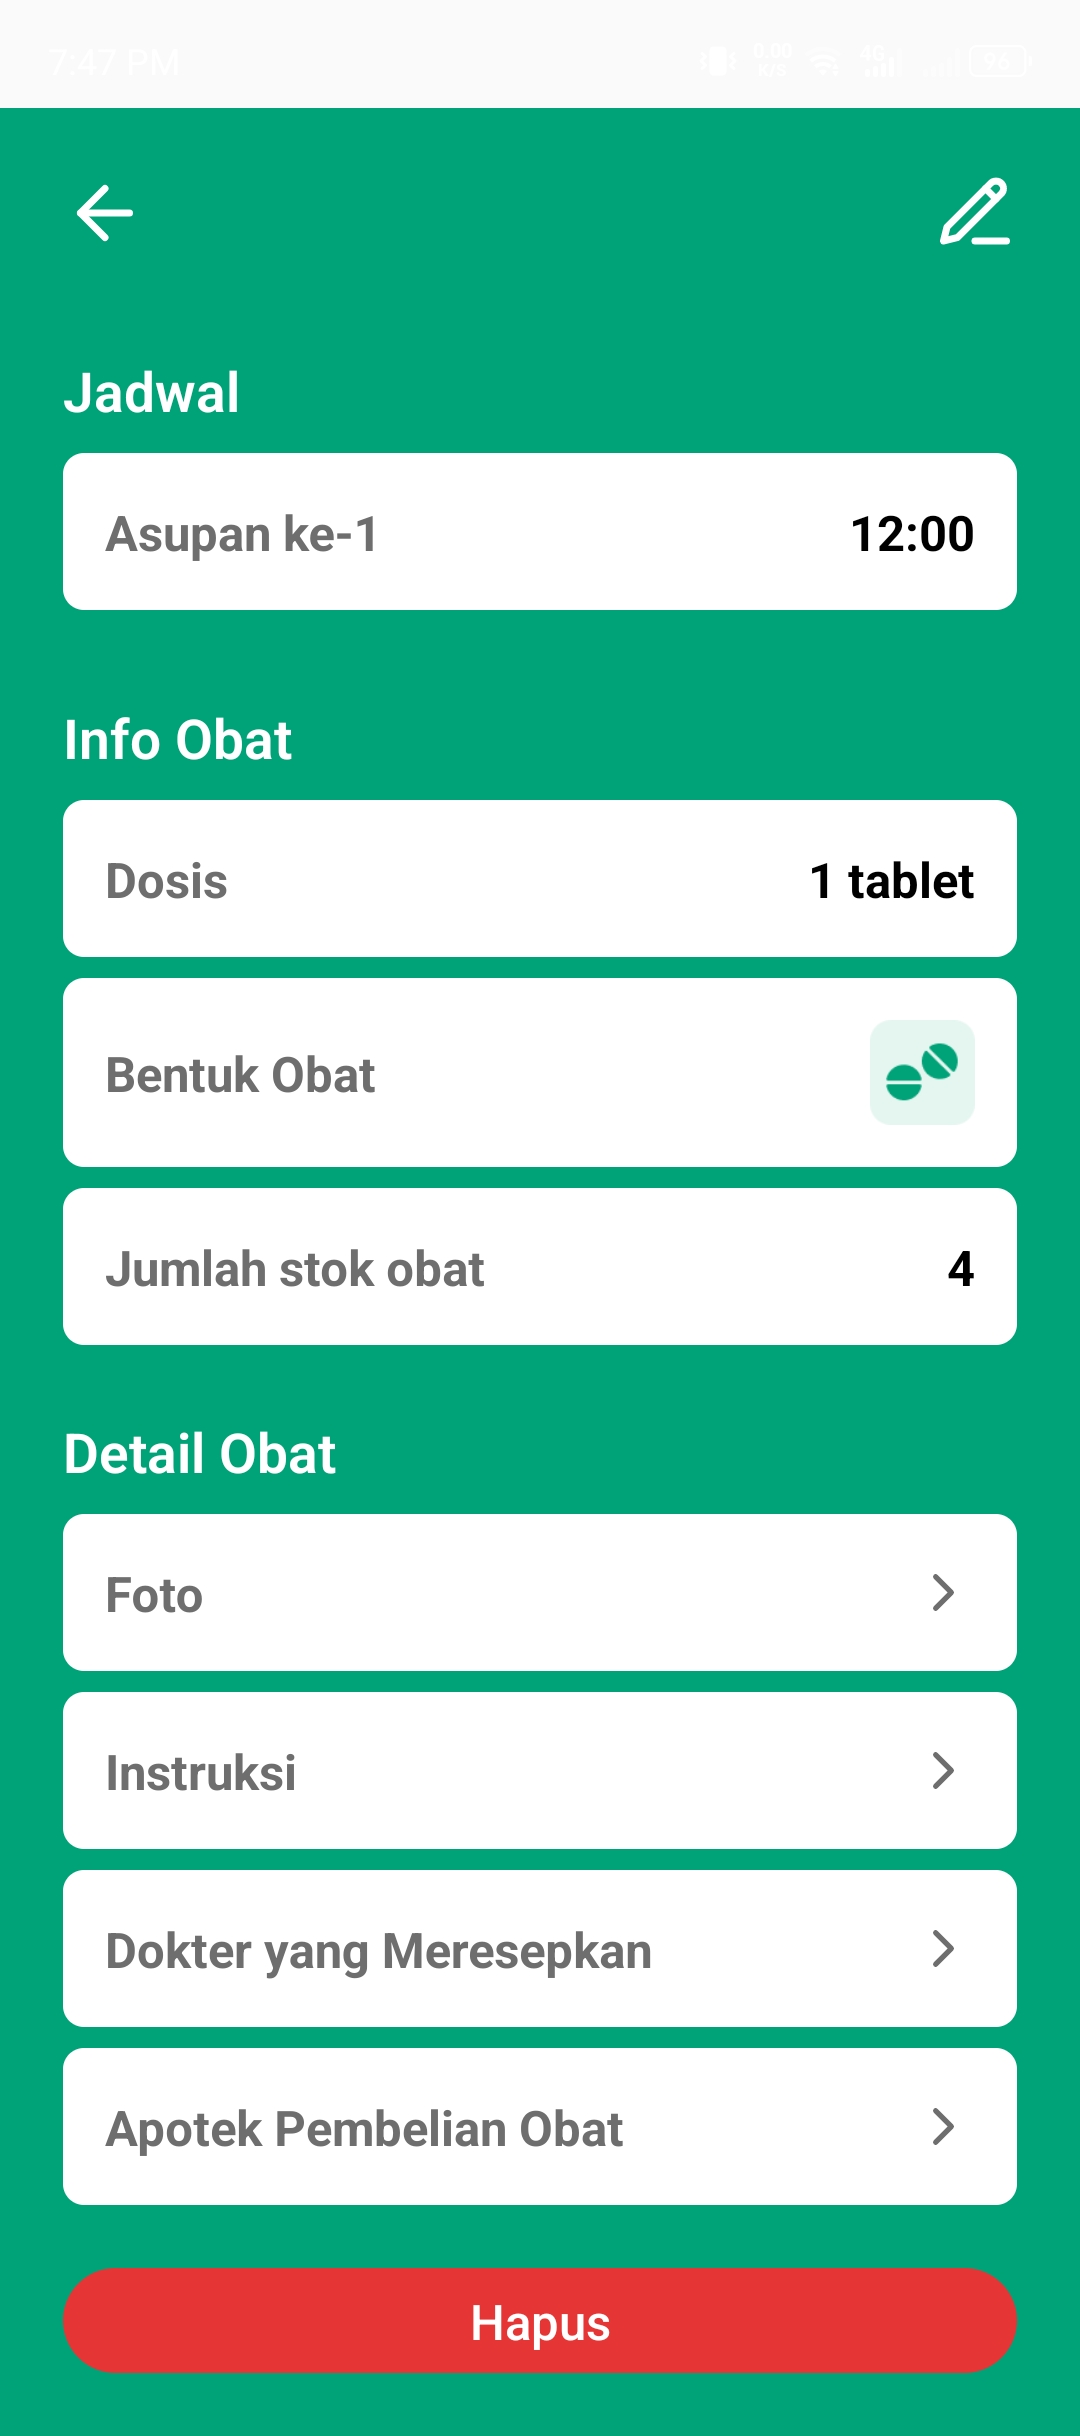 7:47 PM 0.00 K/S 4G 96
Jadwal
Asupan ke-1 12:00
Info Obat
Dosis 1 tablet
Bentuk Obat
Jumlah stok obat 4
Detail Obat
Foto
Instruksi
Dokter yang Meresepkan
Apotek Pembelian Obat
Hapus